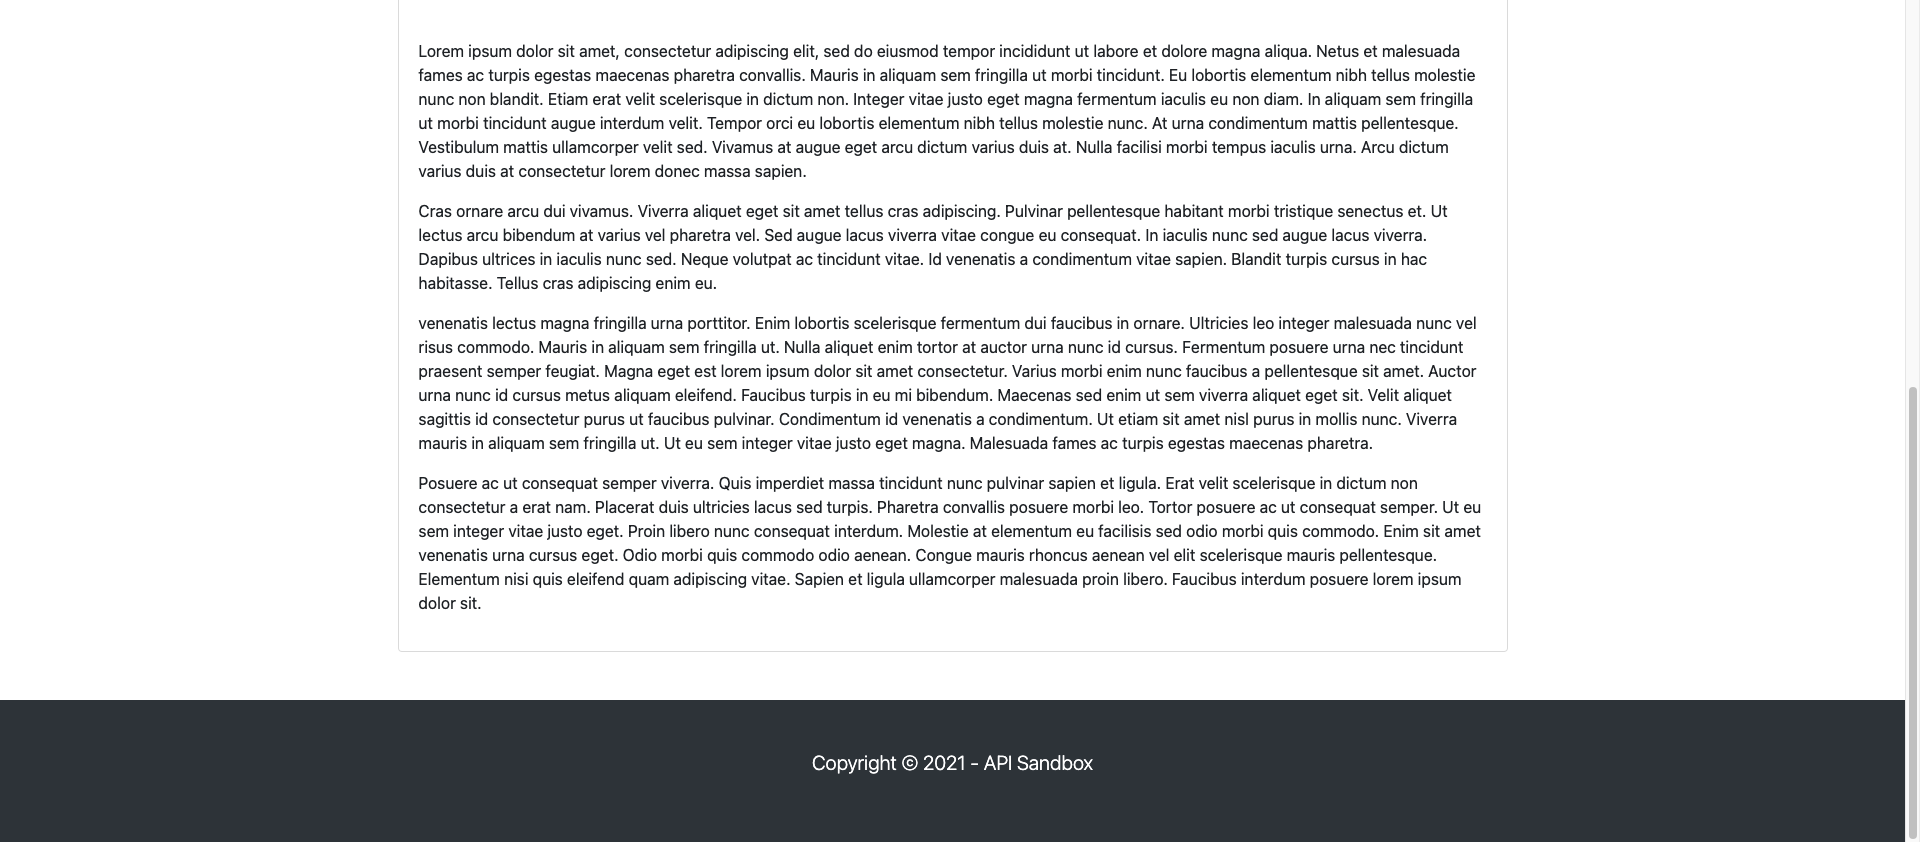 Lorem ipsum dolor sit amet, consectetur adipiscing elit, sed do eiusmod tempor incididunt ut labore et dolore magna aliqua. Netus et malesuada
fames ac turpis egestas maecenas pharetra convallis. Mauris in aliquam sem fringilla ut morbi tincidunt. Eu lobortis elementum nibh tellus molestie
nunc non blandit. Etiam erat velit scelerisque in dictum non. Integer vitae justo eget magna fermentum iaculis eu non diam. In aliquam sem fringilla
ut morbi tincidunt augue interdum velit. Tempor orci eu lobortis elementum nibh tellus molestie nunc. At urna condimentum mattis pellentesque.
Vestibulum mattis ullamcorper velit sed. Vivamus at augue eget arcu dictum varius duis at. Nulla facilisi morbi tempus iaculis urna. Arcu dictum
varius duis at consectetur lorem donec massa sapien.
Cras ornare arcu dui vivamus. Viverra aliquet eget sit amet tellus cras adipiscing. Pulvinar pellentesque habitant morbi tristique senectus et. Ut
lectus arcu bibendum at varius vel pharetra vel. Sed augue lacus viverra vitae congue eu consequat. In iaculis nunc sed augue lacus viverra.
Dapibus ultrices in iaculis nunc sed. Neque volutpat ac tincidunt vitae. Id venenatis a condimentum vitae sapien. Blandit turpis cursus in hac
habitasse. Tellus cras adipiscing enim eu.
venenatis lectus magna fringilla urna porttitor. Enim lobortis scelerisque fermentum dui faucibus in ornare. Ultricies leo integer malesuada nunc vel
risus commodo. Mauris in aliquam sem fringilla ut. Nulla aliquet enim tortor at auctor urna nunc id cursus. Fermentum posuere urna nec tincidunt
praesent semper feugiat. Magna eget est lorem ipsum dolor sit amet consectetur. Varius morbi enim nunc faucibus a pellentesque sit amet. Auctor
urna nunc id cursus metus aliquam eleifend. Faucibus turpis in eu mi bibendum. Maecenas sed enim ut sem viverra aliquet eget sit. Velit aliquet
sagittis id consectetur purus ut faucibus pulvinar. Condimentum id venenatis a condimentum. Ut etiam sit amet nisl purus in mollis nunc. Viverra
mauris in aliquam sem fringilla ut. Ut eu sem integer vitae justo eget magna. Malesuada fames ac turpis egestas maecenas pharetra.
Posuere ac ut consequat semper viverra. Quis imperdiet massa tincidunt nunc pulvinar sapien et ligula. Erat velit scelerisque in dictum non
consectetur a erat nam. Placerat duis ultricies lacus sed turpis. Pharetra convallis posuere morbi leo. Tortor posuere ac ut consequat semper. Ut eu
sem integer vitae justo eget. Proin libero nunc consequat interdum. Molestie at elementum eu facilisis sed odio morbi quis commodo. Enim sit amet
venenatis urna cursus eget. Odio morbi quis commodo odio aenean. Congue mauris rhoncus aenean vel elit scelerisque mauris pellentesque.
Elementum nisi quis eleifend quam adipiscing vitae. Sapien et ligula ullamcorper malesuada proin libero. Faucibus interdum posuere lorem ipsum
dolor sit.
Copyright © 2021 - API Sandbox